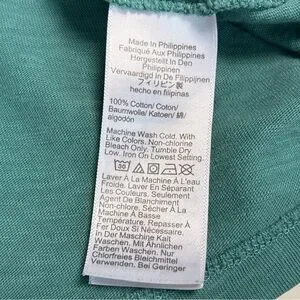 Made In Philippines
Fabriqué Aux Philippines
Hergestellt In Den
Philippinen
Vervaardigd In De Filippijnen
フィリピン製
hecho en filipinas
100% Cotton/ Coton/
Baumwolle/ Katoen/ 綿/
algodón
Machine Wash Cold, With
Like Colors. Non-chlorine
Bleach Only. Tumble Dry
Low. Iron On Lowest Setting.
30
Laver À La Machine À L'eau
Froide. Laver En Séparant
Les Couleurs. Seulement
Agent De Blanchiment
Non-chloré. Sécher En
Machine À Basse
Température. Repasser Au
Fer Doux Si Nécessaire.
In Der Maschine Kalt
Waschen. Mit Ähnlichen
Farben Waschen. Nur
Chlorfreies Bleichmittel
Verwenden. Bei Geringer